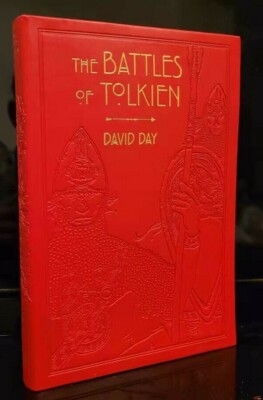 THE BATTLES
OF TOLKIEN
DAVID DAY